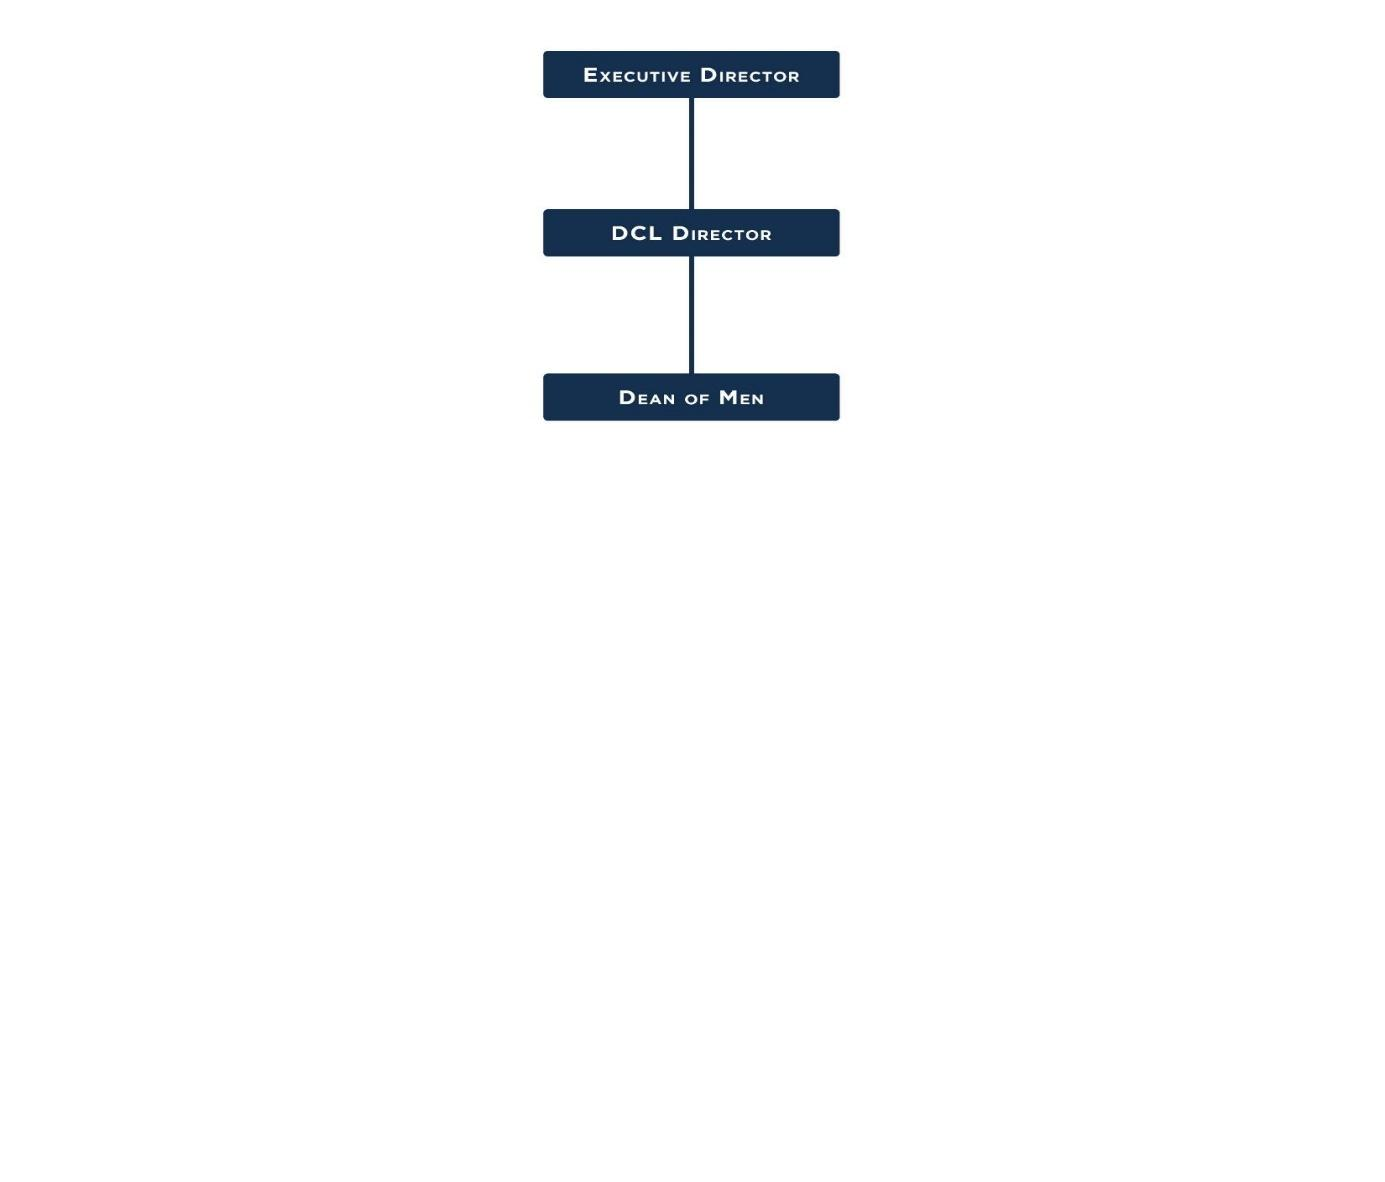 Executive Director
DCL Director
Dean of Men